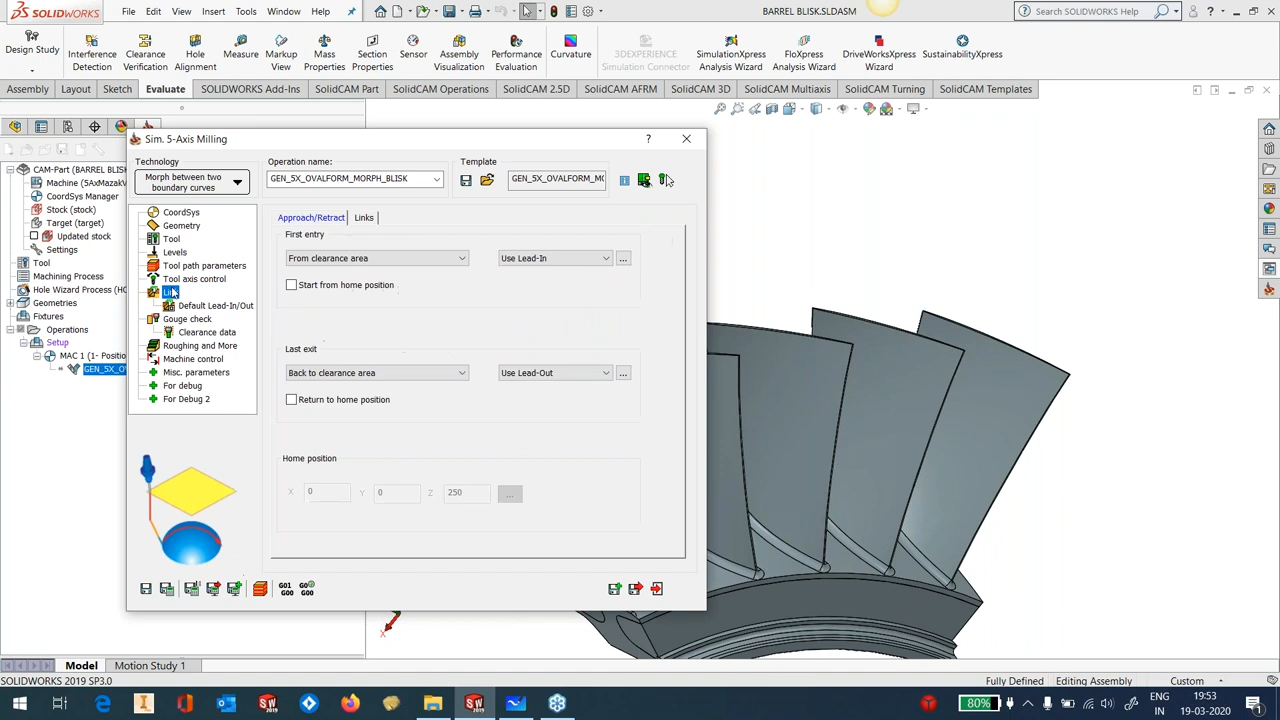 SOLIDWORKS File Edit View Insert Tools Window Help BARREL BLISK.SLDASM Search SOLIDWORKS Help
Design Study Interference Detection Clearance Verification Hole Alignment Measure Markup View Mass Properties Section Properties Sensor Assembly Visualization Performance Evaluation Curvature 3DEXPERIENCE Simulation Connector SimulationXpress Analysis Wizard FloXpress Analysis Wizard DriveWorksXpress Wizard SustainabilityXpress
Assembly Layout Sketch Evaluate SOLIDWORKS Add-Ins SolidCAM Part SolidCAM Operations SolidCAM 2.5D SolidCAM AFRM SolidCAM 3D SolidCAM Multiaxis SolidCAM Turning SolidCAM Templates
CAM-Part (BARREL BLIS
Machine (5AxMazakV
CoordSys Manager
Stock (stock)
Target (target)
Updated stock
Settings
Tool
Machining Process
Hole Wizard Process (HO
Geometries
Fixtures
Operations
Setup
MAC 1 (1- Positio
GEN_5X_OV
Sim. 5-Axis Milling
Technology
Morph between two boundary curves
Operation name:
GEN_5X_OVALFORM_MORPH_BLISK
Template
GEN_5X_OVALFORM_MO
CoordSys
Geometry
Tool
Levels
Tool path parameters
Tool axis control
Default Lead-In/Out
Gouge check
Clearance data
Roughing and More
Machine control
Misc. parameters
For debug
For Debug 2
Approach/Retract Links
First entry
From clearance area Use Lead-In ...
Start from home position
Last exit
Back to clearance area Use Lead-Out ...
Return to home position
Home position
X 0 Y 0 Z 250 ...
G01 G00 G0 G00
X
Model Motion Study 1
SOLIDWORKS 2019 SP3.0 Fully Defined Editing Assembly Custom
80% ENG IN 19:53 19-03-2020